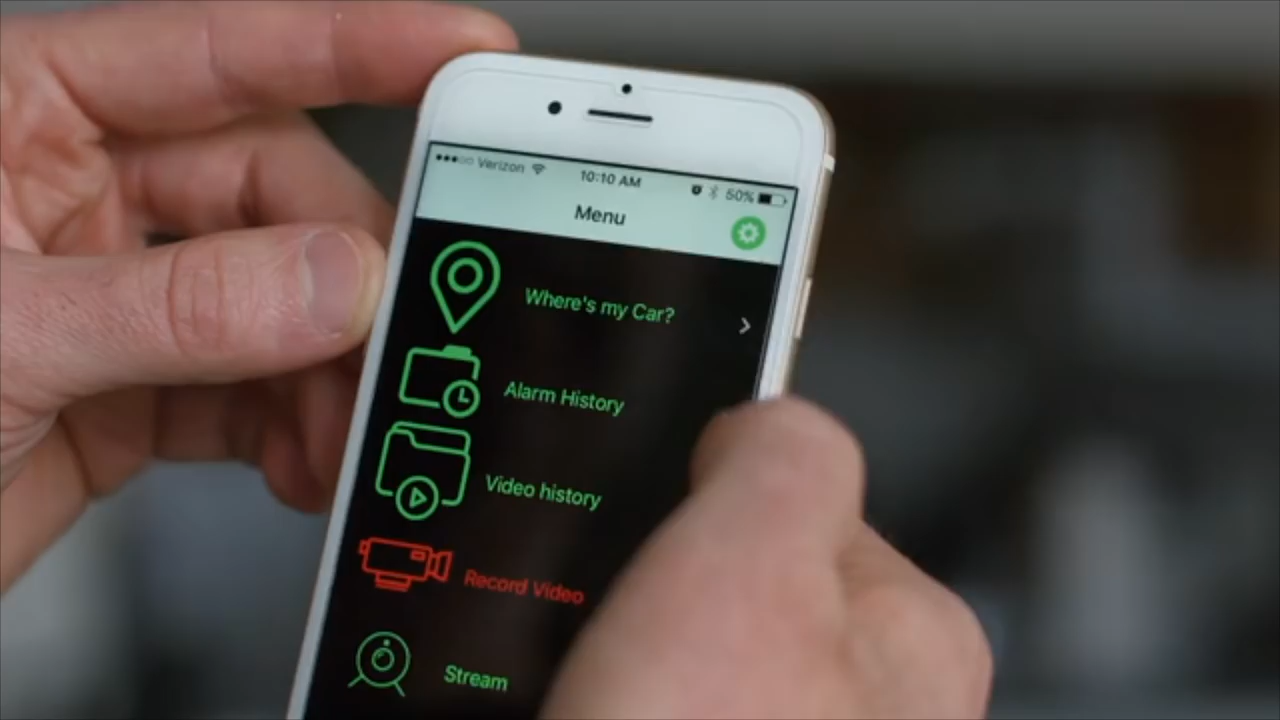 Verizon 10:10 AM 50%
Menu
Where's my Car?
Alarm History
Video history
Record Video
Stream